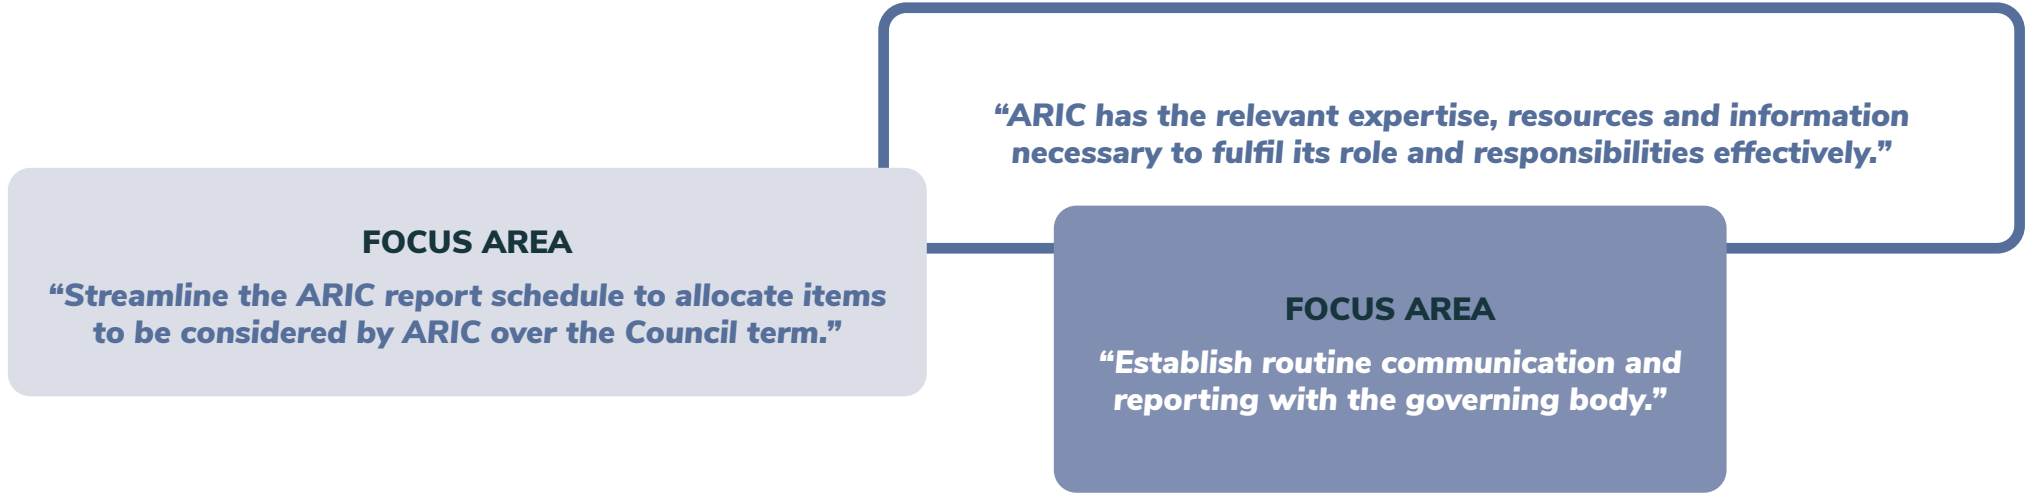 “ARIC has the relevant expertise, resources and information
necessary to fulfil its role and responsibilities effectively.”
FOCUS AREA
“Streamline the ARIC report schedule to allocate items
to be considered by ARIC over the Council term.”
FOCUS AREA
“Establish routine communication and
reporting with the governing body.”